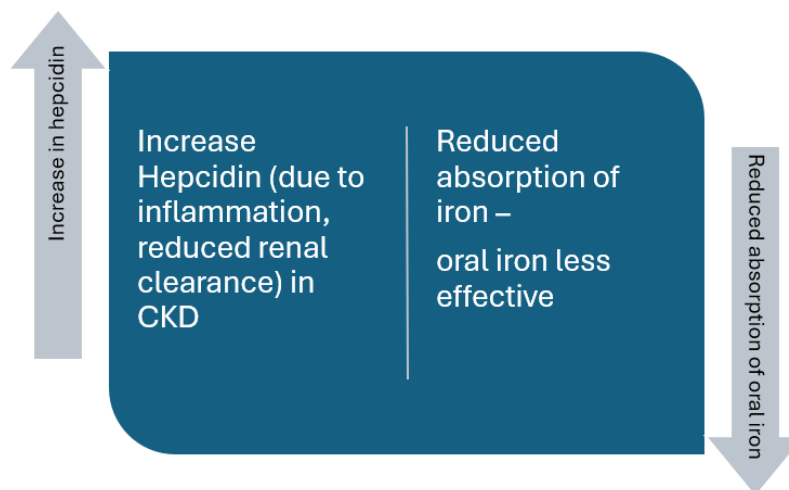 Increase in hepcidin
Increase
Hepcidin (due to
inflammation,
reduced renal
clearance) in
CKD
Reduced
absorption of
iron –
oral iron less
effective
Reduced absorption of oral iron